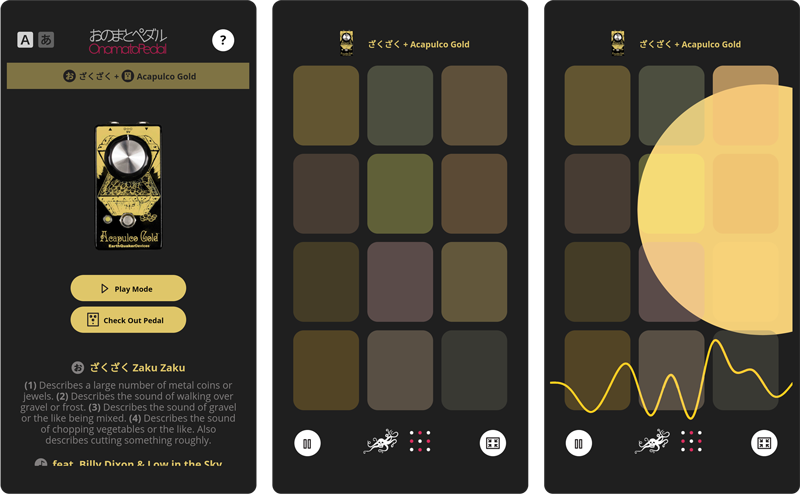 A あ
おのまとペダル
OnomatoPedal
?
お ざくざく + Acapulco Gold
Acapulco Gold
EarthQuakerDevices
Play Mode
Check Out Pedal
お ざくざく Zaku Zaku
(1) Describes a large number of metal coins or
jewels. (2) Describes the sound of walking over
gravel or frost. (3) Describes the sound of gravel
or the like being mixed. (4) Describes the sound
of chopping vegetables or the like. Also
describes cutting something roughly.
feat. Billy Dixon & Low in the Sky
ざくざく + Acapulco Gold
ざくざく + Acapulco Gold